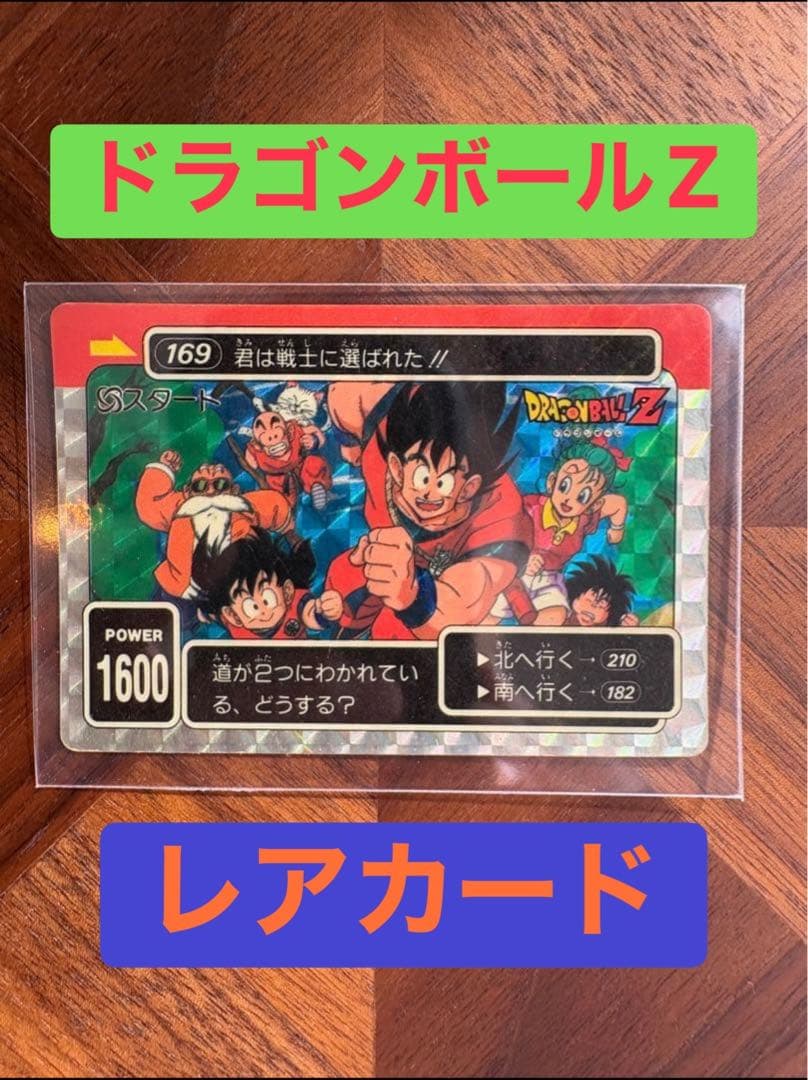 ドラゴンボールZ
169 君は戦士に選ばれた!!
スタート
DRAGON BALL Z
POWER
1600
道が2つにわかれてい
る、どうする?
▶北へ行く→210
▶南へ行く→182
レアカード